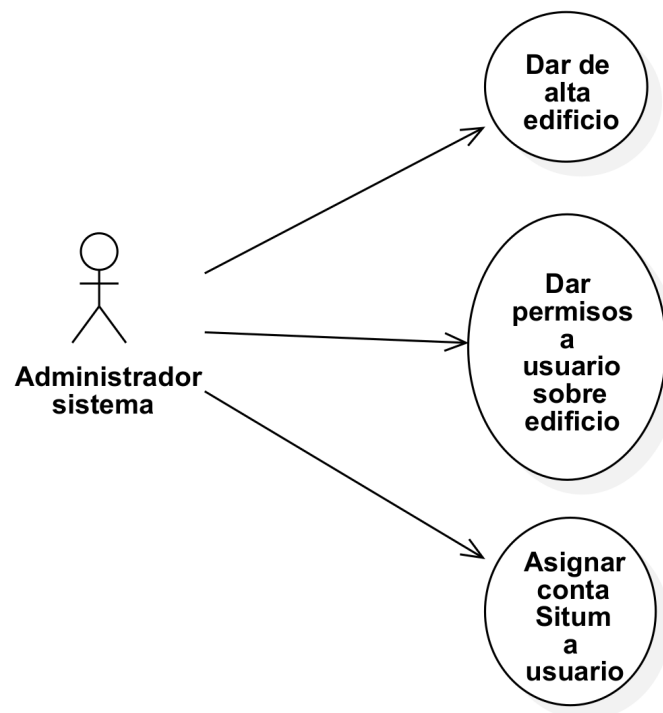 Dar de
alta
edificio
Dar
permisos
a
usuario
sobre
edificio
Administrador
sistema
Asignar
conta
Situm
a
usuario